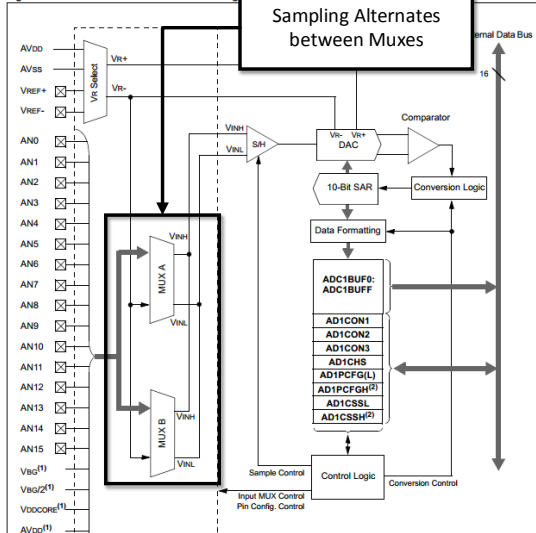 Sampling Alternates
between Muxes
AVDD
AVSS
VREF+
VREF-
VR Select
VR+
VR-
16
AN0
AN1
AN2
AN3
AN4
AN5
AN6
AN7
AN8
AN9
AN10
AN11
AN12
AN13
AN14
AN15
VBG(1)
VBG/2(1)
VDDCORE(1)
AVDD(1)
MUX A
VINH
VINL
MUX B
VINH
VINL
VINH
VINL
S/H
VR- VR+
DAC
Comparator
10-Bit SAR
Conversion Logic
Data Formatting
ADC1BUF0:
ADC1BUFF
AD1CON1
AD1CON2
AD1CON3
AD1CHS
AD1PCFG(L)
AD1PCFGH(2)
AD1CSSL
AD1CSSH(2)
Data Bus
Sample Control
Control Logic
Conversion Control
Input MUX Control
Pin Config. Control